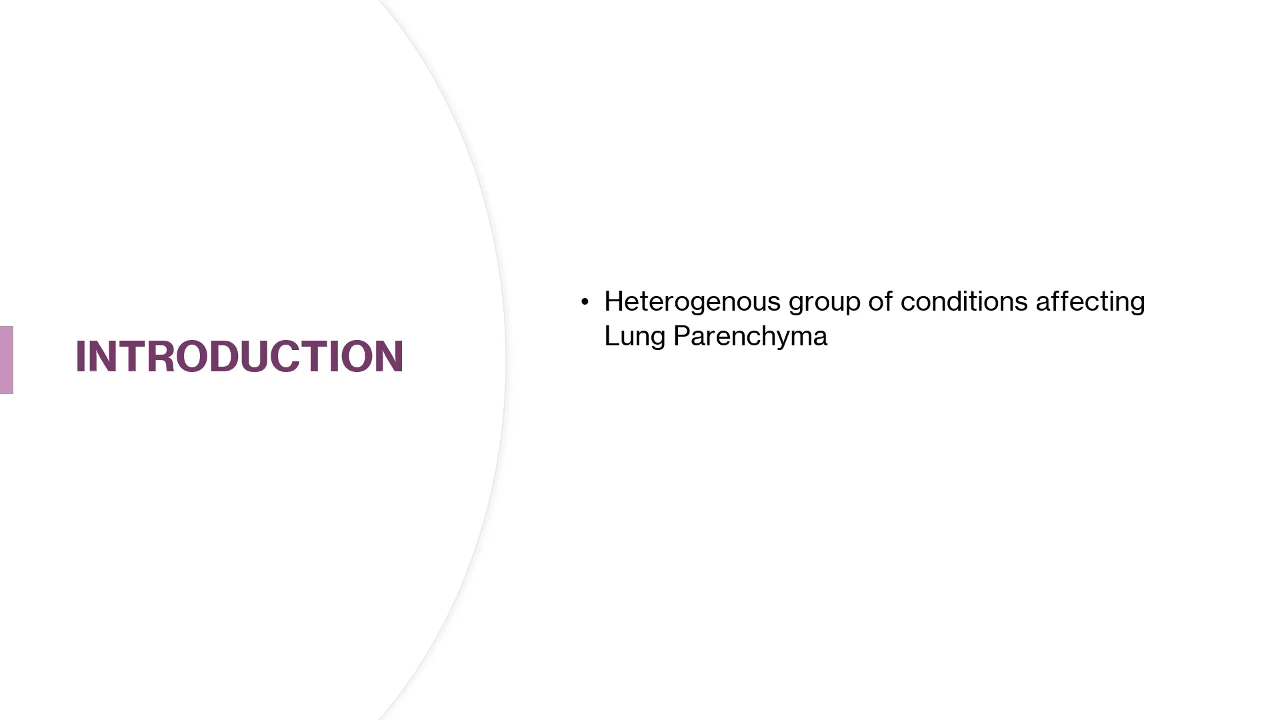 INTRODUCTION
• Heterogenous group of conditions affecting
Lung Parenchyma